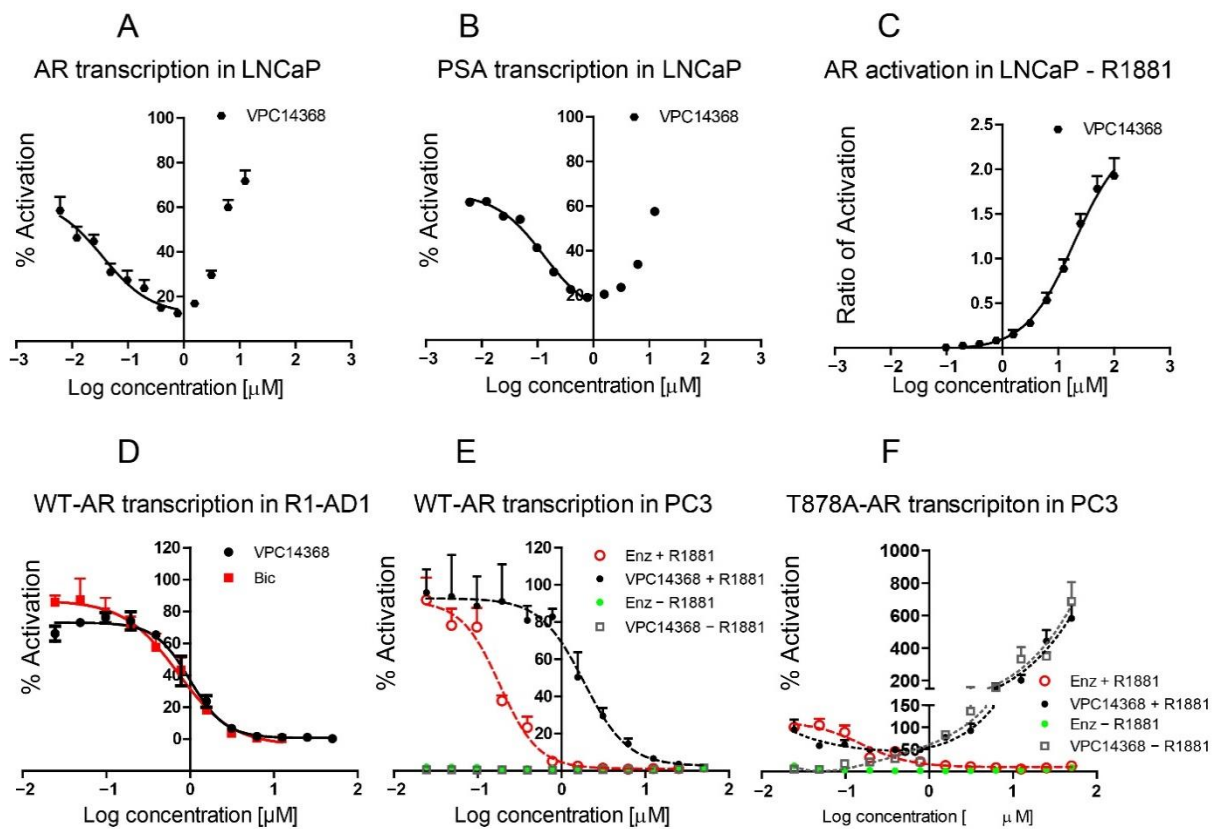 A
AR transcription in LNCaP
% Activation
100
80
60
40
20
VPC14368
−3 −2 −1 0 1 2 3
Log concentration [μM]
B
PSA transcription in LNCaP
% Activation
100
80
60
40
20
VPC14368
−3 −2 −1 0 1 2 3
Log concentration [μM]
C
AR activation in LNCaP - R1881
Ratio of Activation
2.5
2.0
1.5
1.0
0.5
VPC14368
−3 −2 −1 0 1 2 3
Log concentration [μM]
D
WT-AR transcription in R1-AD1
% Activation
120
100
80
60
40
20
0
VPC14368
Bic
−2 −1 0 1 2
Log concentration [µM]
E
WT-AR transcription in PC3
% Activation
120
100
80
60
40
20
Enz + R1881
VPC14368 + R1881
Enz − R1881
VPC14368 − R1881
−2 −1 0 1 2
Log concentration [μM]
F
T878A-AR transcripiton in PC3
% Activation
1000
800
600
400
200
150
100
50
Enz + R1881
VPC14368 + R1881
Enz − R1881
VPC14368 − R1881
−2 −1 0 1 2
Log concentration [ μ M]